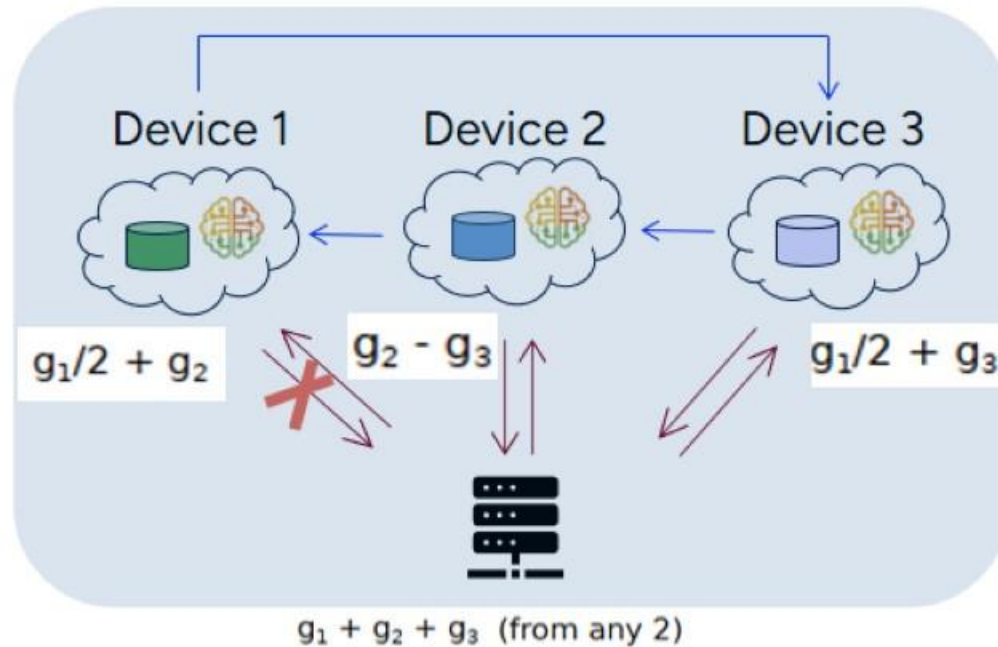 Device 1
Device 2
Device 3
g₁/2 + g₂
g₂ - g₃
g₁/2 + g₃
g₁ + g₂ + g₃ (from any 2)